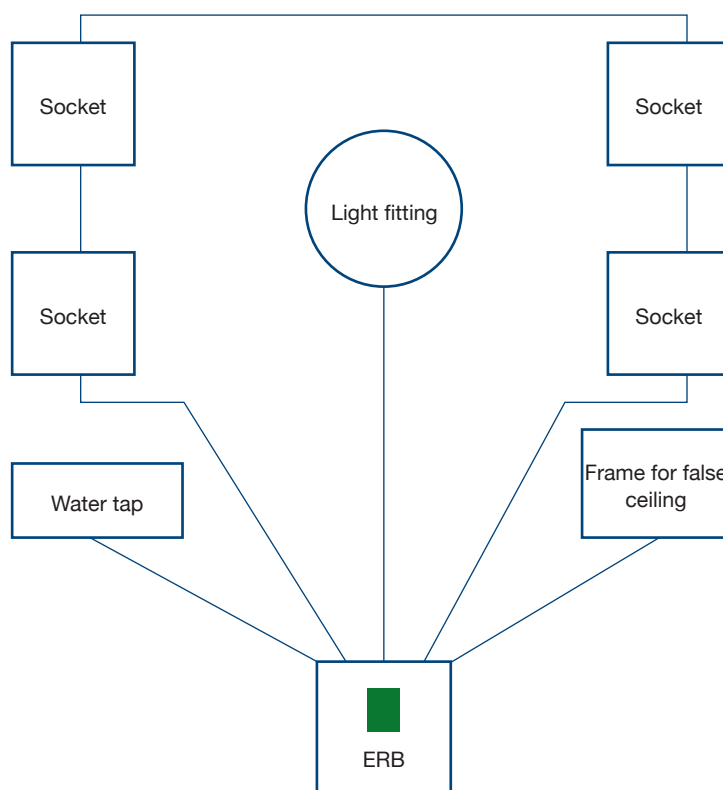 Socket
Socket
Light fitting
Socket
Socket
Water tap
Frame for false
ceiling
ERB